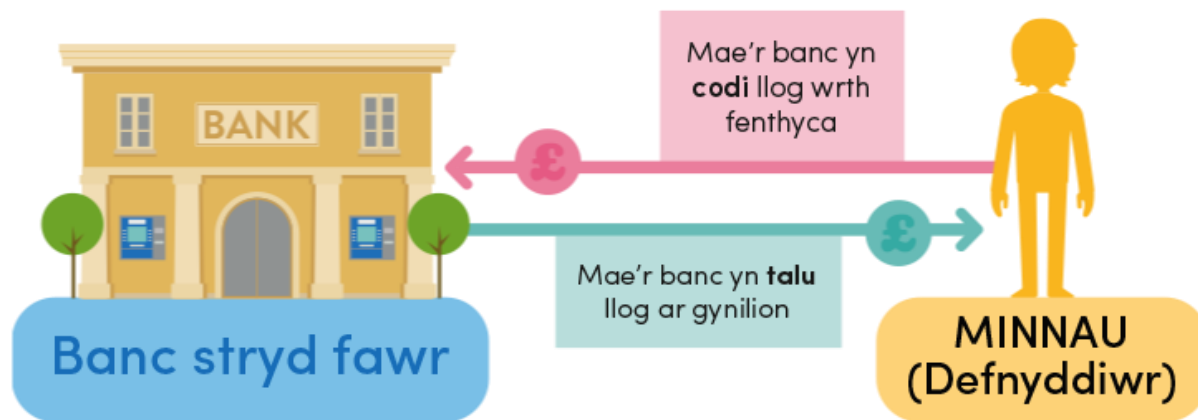 BANK
Mae'r banc yn
codi llog wrth
fenthyca
£
£
Mae'r banc yn talu
llog ar gynilion
Banc stryd fawr
MINNAU
(Defnyddiwr)